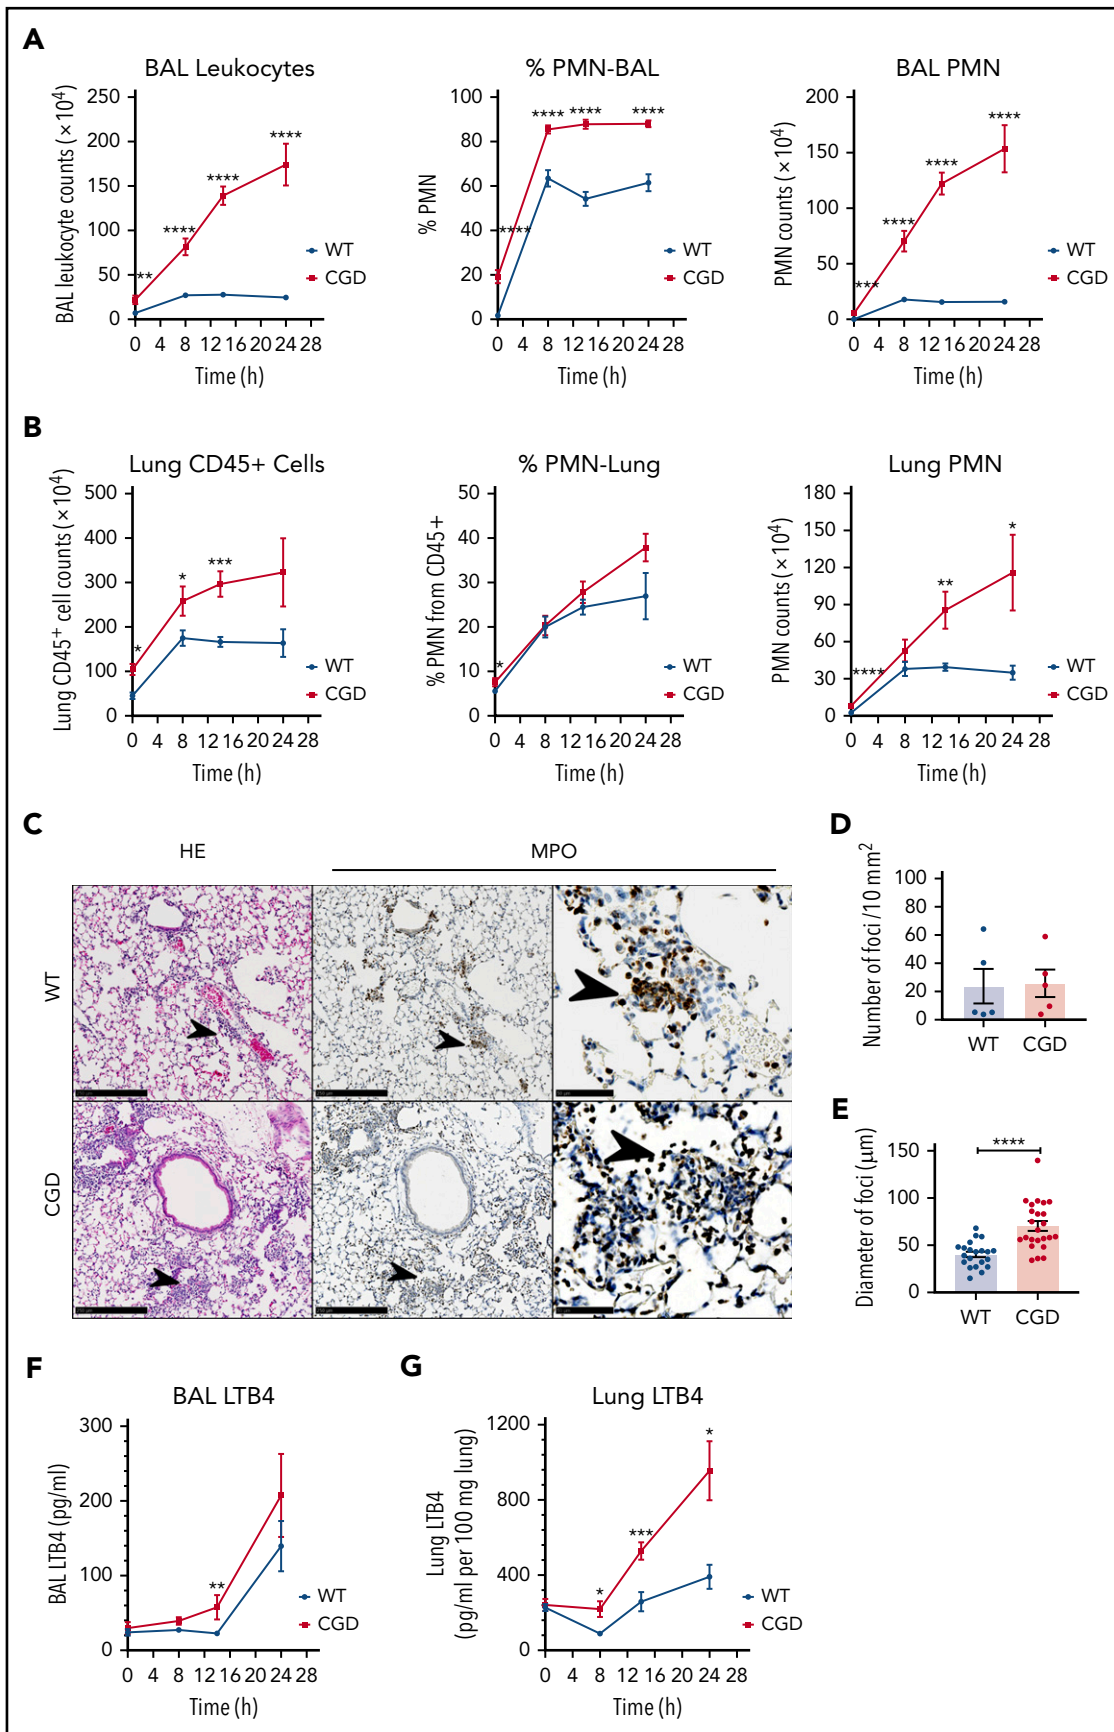 A
BAL Leukocytes
% PMN-BAL
BAL PMN
BAL leukocyte counts (×10⁴)
250
200
150
100
50
0
**
****
****
****
WT
CGD
0 4 8 12 16 20 24 28
Time (h)
% PMN
100
80
60
40
20
0
****
****
****
****
WT
CGD
0 4 8 12 16 20 24 28
Time (h)
PMN counts (×10⁴)
200
150
100
50
0
***
****
****
****
WT
CGD
0 4 8 12 16 20 24 28
Time (h)
B
Lung CD45+ Cells
% PMN-Lung
Lung PMN
Lung CD45⁺ cell counts (×10⁴)
500
400
300
200
100
0
*
*
***
WT
CGD
0 4 8 12 16 20 24 28
Time (h)
% PMN from CD45+
50
40
30
20
10
0
*
WT
CGD
0 4 8 12 16 20 24 28
Time (h)
PMN counts (×10⁴)
180
150
120
90
60
30
0
****
**
*
WT
CGD
0 4 8 12 16 20 24 28
Time (h)
C
HE
MPO
WT
CGD
D
Number of foci /10 mm²
100
80
60
40
20
0
WT CGD
E
Diameter of foci (µm)
150
100
50
0
****
WT CGD
F
BAL LTB4
BAL LTB4 (pg/ml)
300
200
100
0
**
WT
CGD
0 4 8 12 16 20 24 28
Time (h)
G
Lung LTB4
Lung LTB4
(pg/ml per 100 mg lung)
1200
800
400
0
*
***
*
WT
CGD
0 4 8 12 16 20 24 28
Time (h)